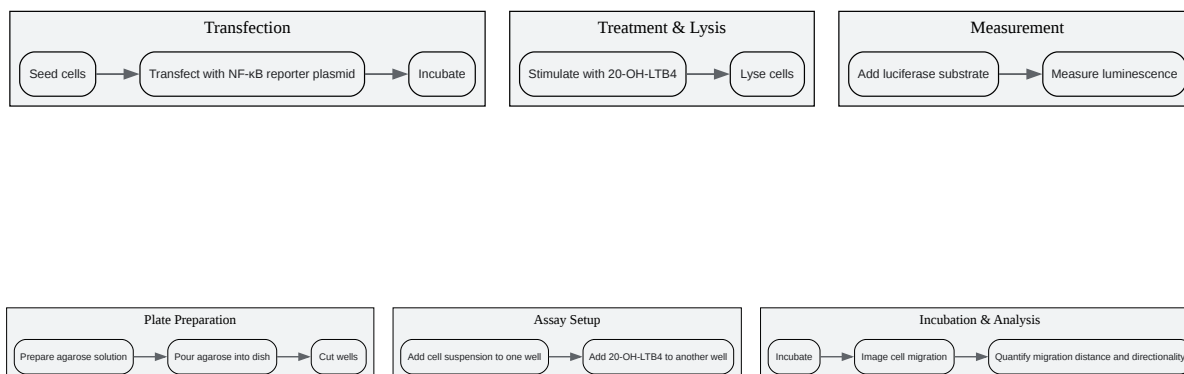 Transfection
Seed cells
Transfect with NF-κB reporter plasmid
Incubate
Treatment & Lysis
Stimulate with 20-OH-LTB4
Lyse cells
Measurement
Add luciferase substrate
Measure luminescence
Plate Preparation
Prepare agarose solution
Pour agarose into dish
Cut wells
Assay Setup
Add cell suspension to one well
Add 20-OH-LTB4 to another well
Incubation & Analysis
Incubate
Image cell migration
Quantify migration distance and directionality